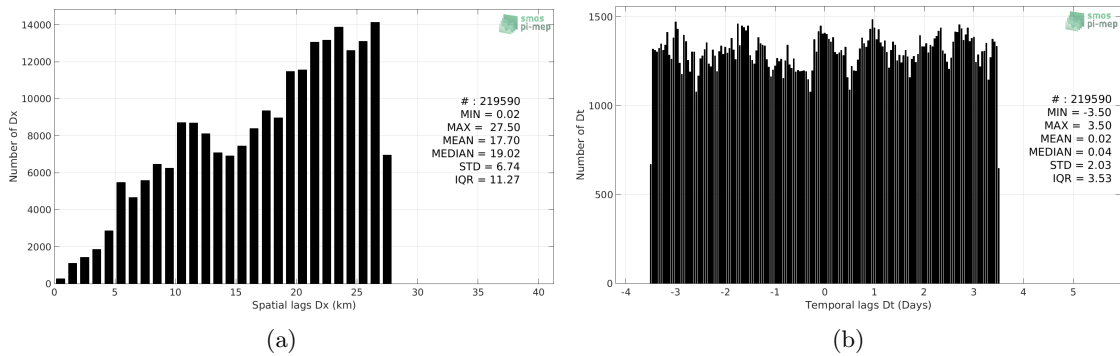 14000
12000
10000
8000
6000
4000
2000
0
Number of Dx
0 5 10 15 20 25 30 35 40
Spatial lags Dx (km)
smos
pi-mep
# : 219590
MIN = 0.02
MAX = 27.50
MEAN = 17.70
MEDIAN = 19.02
STD = 6.74
IQR = 11.27
(a)
1500
1000
500
0
Number of Dt
-4 -3 -2 -1 0 1 2 3 4 5
Temporal lags Dt (Days)
smos
pi-mep
# : 219590
MIN = -3.50
MAX = 3.50
MEAN = 0.02
MEDIAN = 0.04
STD = 2.03
IQR = 3.53
(b)